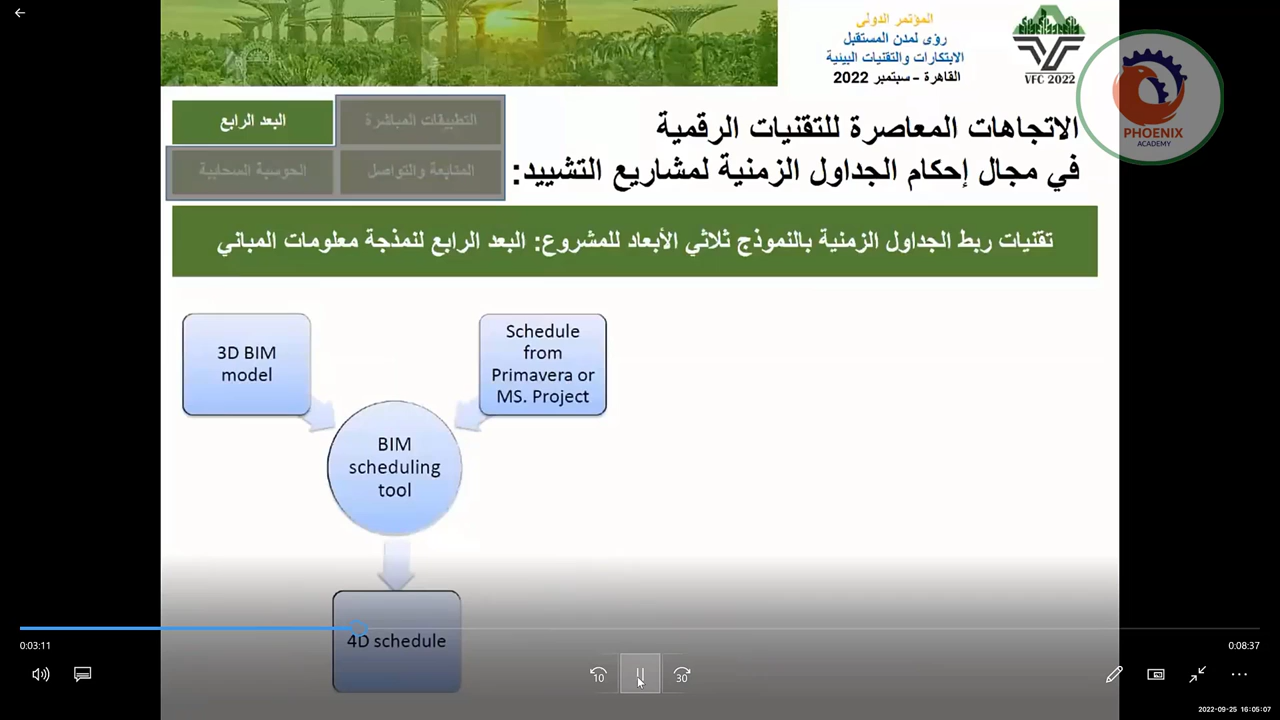 المؤتمر الدولى
رؤى لمدن المستقبل
الابتكارات والتقنيات البيئية
القاهرة - سبتمبر 2022
VFC 2022
PHOENIX
ACADEMY
البعد الرابع
التطبيقات المباشرة
الحوسبة السحابية
المتابعة والتواصل
الاتجاهات المعاصرة للتقنيات الرقمية
في مجال إحكام الجداول الزمنية لمشاريع التشييد:
تقنيات ربط الجداول الزمنية بالنموذج ثلاثي الأبعاد للمشروع: البعد الرابع لنمذجة معلومات المباني
3D BIM
model
Schedule
from
Primavera or
MS. Project
BIM
scheduling
tool
4D schedule
0:03:11
0:08:37
10
30
2022-09-25 16:05:07